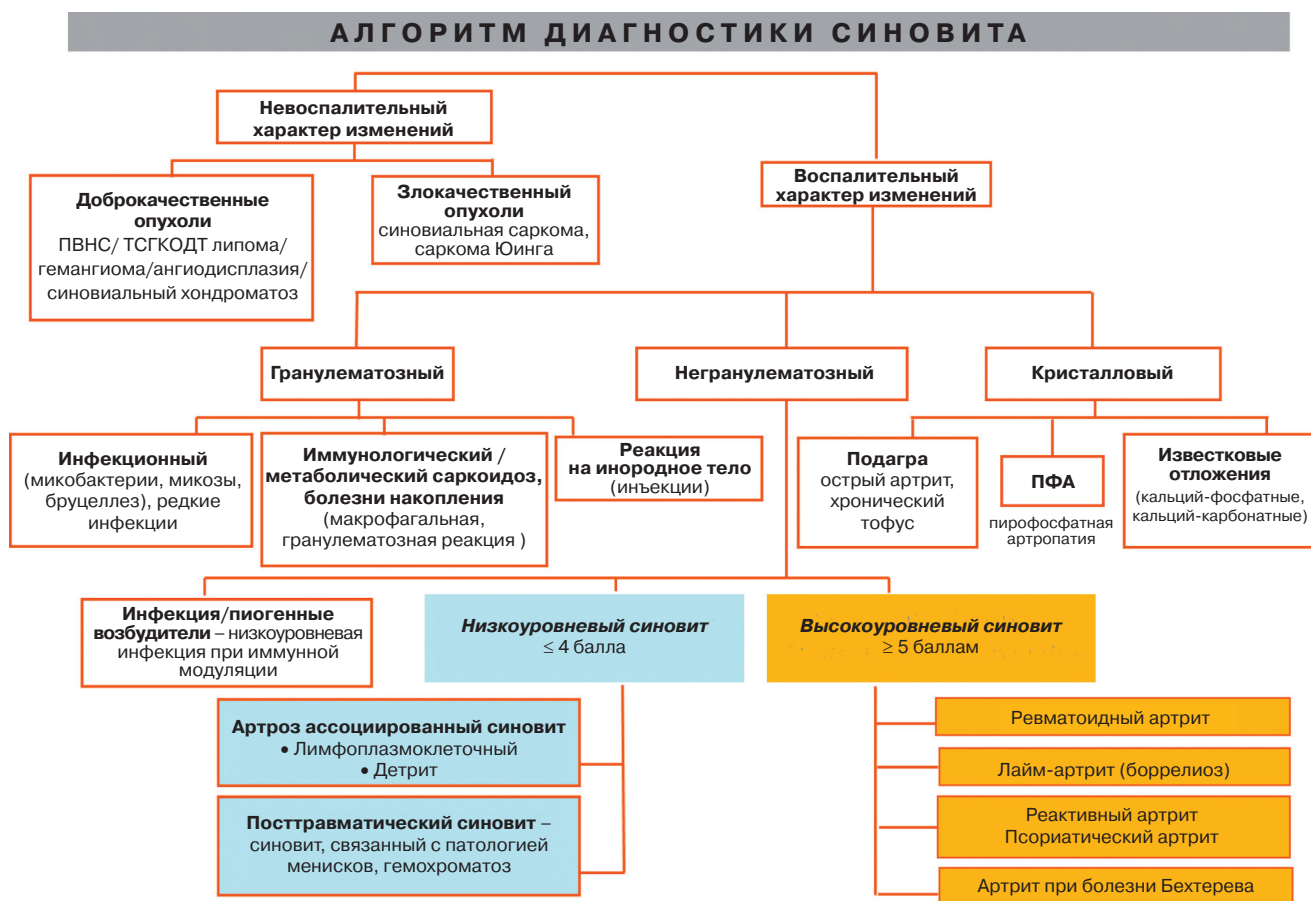 АЛГОРИТМ ДИАГНОСТИКИ СИНОВИТА
Невоспалительный
характер изменений
Доброкачественные
опухоли
ПВНС/ ТСГКОДТ липома/
гемангиома/ангиодисплазия/
синовиальный хондроматоз
Злокачественный
опухоли
синовиальная саркома,
саркома Юинга
Воспалительный
характер изменений
Гранулематозный
Негранулематозный
Кристалловый
Инфекционный
(микобактерии, микозы,
бруцеллез), редкие
инфекции
Иммунологический /
метаболический саркоидоз,
болезни накопления
(макрофагальная,
гранулематозная реакция )
Реакция
на инородное тело
(инъекции)
Подагра
острый артрит,
хронический
тофус
ПФА
пирофосфатная
артропатия
Известковые
отложения
(кальций-фосфатные,
кальций-карбонатные)
Инфекция/пиогенные
возбудители – низкоуровневая
инфекция при иммунной
модуляции
Низкоуровневый синовит
≤ 4 балла
Высокоуровневый синовит
≥ 5 баллам
Артроз ассоциированный синовит
• Лимфоплазмоклеточный
• Детрит
Посттравматический синовит –
синовит, связанный с патологией
менисков, гемохроматоз
Ревматоидный артрит
Лайм-артрит (боррелиоз)
Реактивный артрит
Псориатический артрит
Артрит при болезни Бехтерева